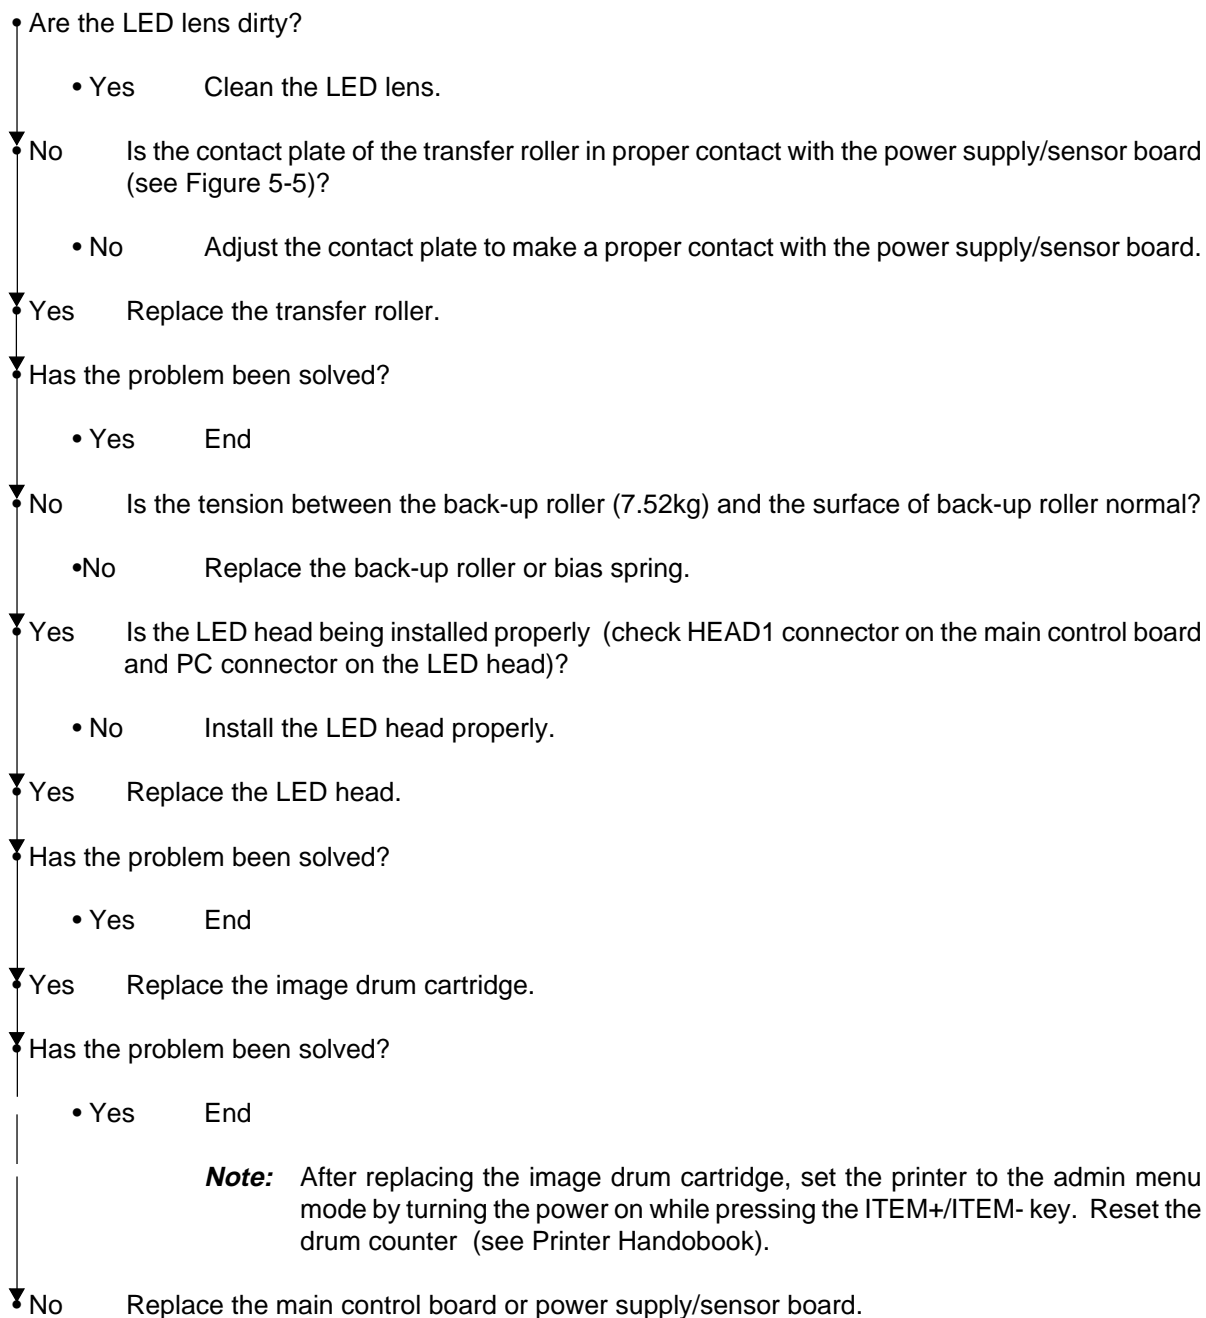 • Are the LED lens dirty?
• Yes Clean the LED lens.
• No Is the contact plate of the transfer roller in proper contact with the power supply/sensor board
(see Figure 5-5)?
• No Adjust the contact plate to make a proper contact with the power supply/sensor board.
• Yes Replace the transfer roller.
• Has the problem been solved?
• Yes End
• No Is the tension between the back-up roller (7.52kg) and the surface of back-up roller normal?
•No Replace the back-up roller or bias spring.
• Yes Is the LED head being installed properly (check HEAD1 connector on the main control board
and PC connector on the LED head)?
• No Install the LED head properly.
• Yes Replace the LED head.
• Has the problem been solved?
• Yes End
• Yes Replace the image drum cartridge.
• Has the problem been solved?
• Yes End
Note: After replacing the image drum cartridge, set the printer to the admin menu
mode by turning the power on while pressing the ITEM+/ITEM- key. Reset the
drum counter (see Printer Handobook).
• No Replace the main control board or power supply/sensor board.